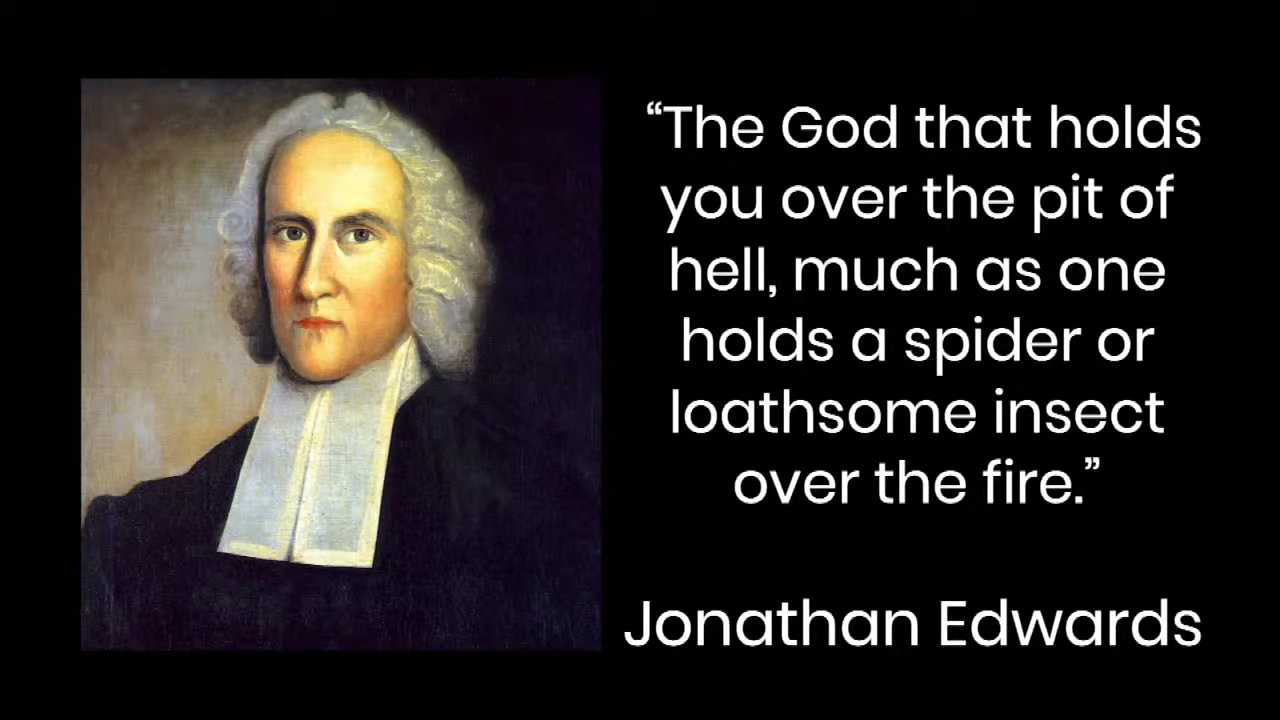 “The God that holds
you over the pit of
hell, much as one
holds a spider or
loathsome insect
over the fire.”
Jonathan Edwards